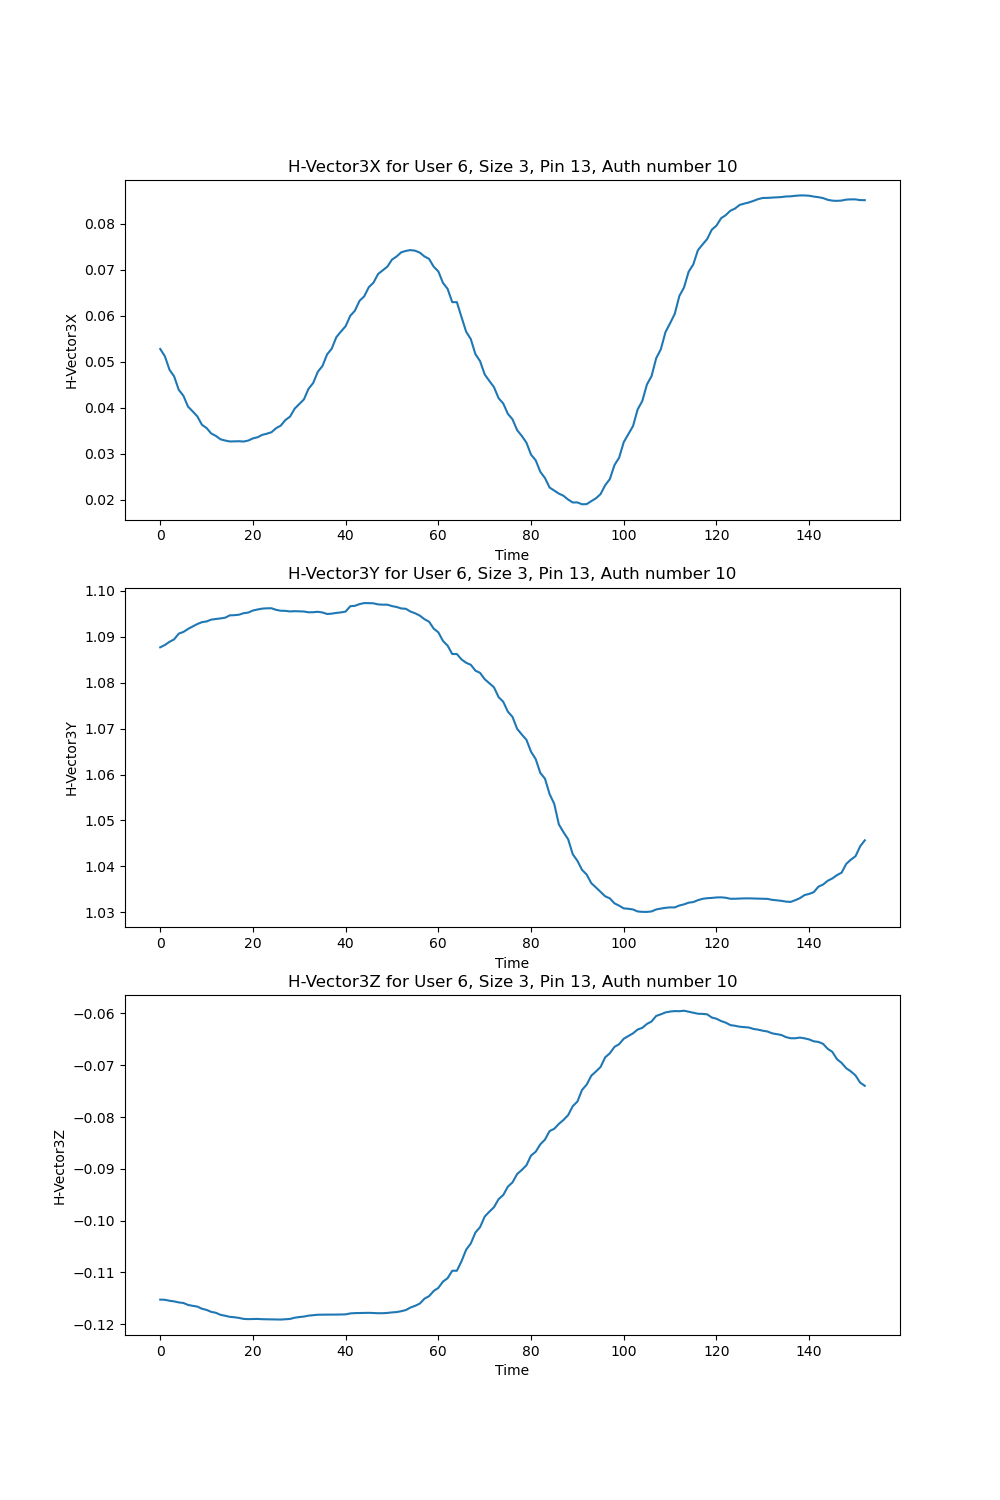 H-Vector3X for User 6, Size 3, Pin 13, Auth number 10
0.08
0.07
0.06
0.05
0.04
0.03
0.02
H-Vector3X
0 20 40 60 80 100 120 140
Time
H-Vector3Y for User 6, Size 3, Pin 13, Auth number 10
1.10
1.09
1.08
1.07
1.06
1.05
1.04
1.03
H-Vector3Y
0 20 40 60 80 100 120 140
Time
H-Vector3Z for User 6, Size 3, Pin 13, Auth number 10
−0.06
−0.07
−0.08
−0.09
−0.10
−0.11
−0.12
H-Vector3Z
0 20 40 60 80 100 120 140
Time